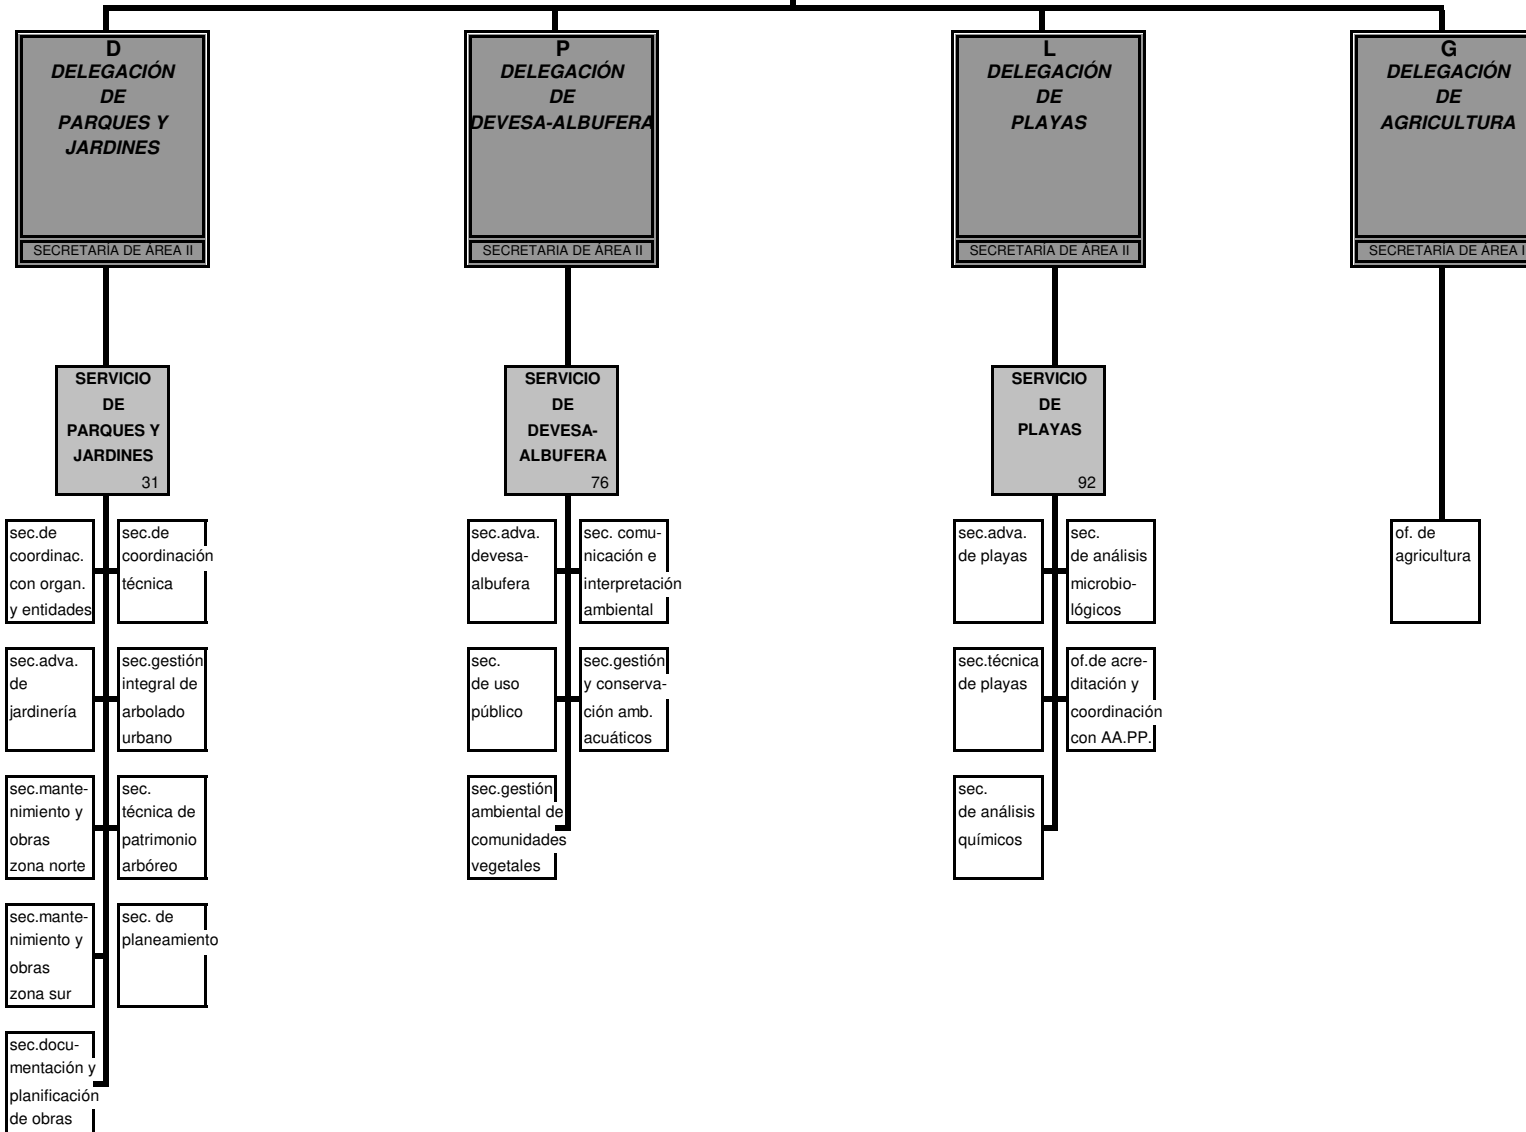 D
DELEGACIÓN
DE
PARQUES Y
JARDINES
SECRETARÍA DE ÁREA II
P
DELEGACIÓN
DE
DEVESA-ALBUFERA
SECRETARIA DE ÁREA II
L
DELEGACIÓN
DE
PLAYAS
SECRETARÍA DE ÁREA II
G
DELEGACIÓN
DE
AGRICULTURA
SECRETARÍA DE ÁREA I
SERVICIO
DE
PARQUES Y
JARDINES
31
SERVICIO
DE
DEVESA-
ALBUFERA
76
SERVICIO
DE
PLAYAS
92
sec.de
coordinac.
con organ.
y entidades
sec.de
coordinación
técnica
sec.adva.
de
jardinería
sec.gestión
integral de
arbolado
urbano
sec.mante-
nimiento y
obras
zona norte
sec.
técnica de
patrimonio
arbóreo
sec.mante-
nimiento y
obras
zona sur
sec. de
planeamiento
sec.docu-
mentación y
planificación
de obras
sec.adva.
devesa-
albufera
sec. comu-
nicación e
interpretación
ambiental
sec.
de uso
público
sec.gestión
y conserva-
ción amb.
acuáticos
sec.gestión
ambiental de
comunidades
vegetales
sec.adva.
de playas
sec.
de análisis
microbio-
lógicos
sec.técnica
de playas
of.de acre-
ditación y
coordinación
con AA.PP.
sec.
de análisis
químicos
of. de
agricultura